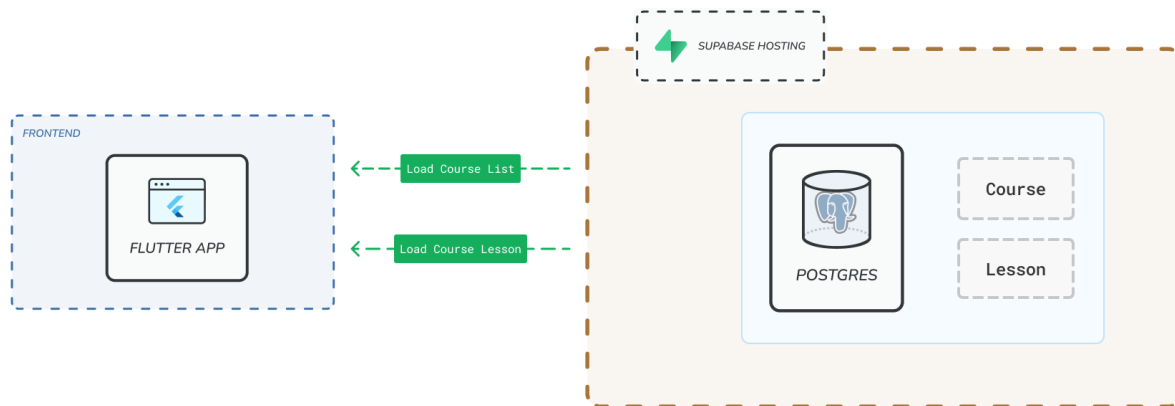 SUPABASE HOSTING
FRONTEND
FLUTTER APP
Load Course List
Load Course Lesson
POSTGRES
Course
Lesson